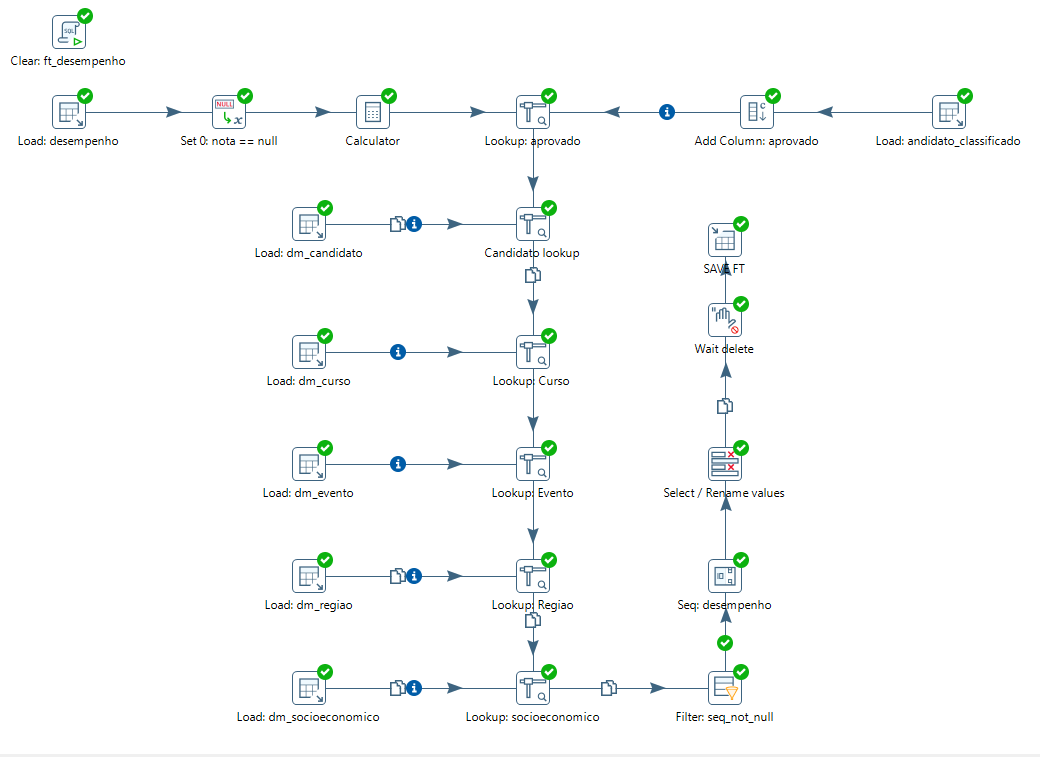 SQL
Clear: ft_desempenho
NULL
x
C
Load: desempenho
Set 0: nota == null
Calculator
Lookup: aprovado
Add Column: aprovado
Load: andidato_classificado
Load: dm_candidato
Candidato lookup
SAVE FT
Load: dm_curso
Lookup: Curso
Wait delete
Load: dm_evento
Lookup: Evento
Select / Rename values
ID
Load: dm_regiao
Lookup: Regiao
Seq: desempenho
Load: dm_socioeconomico
Lookup: socioeconomico
Filter: seq_not_null